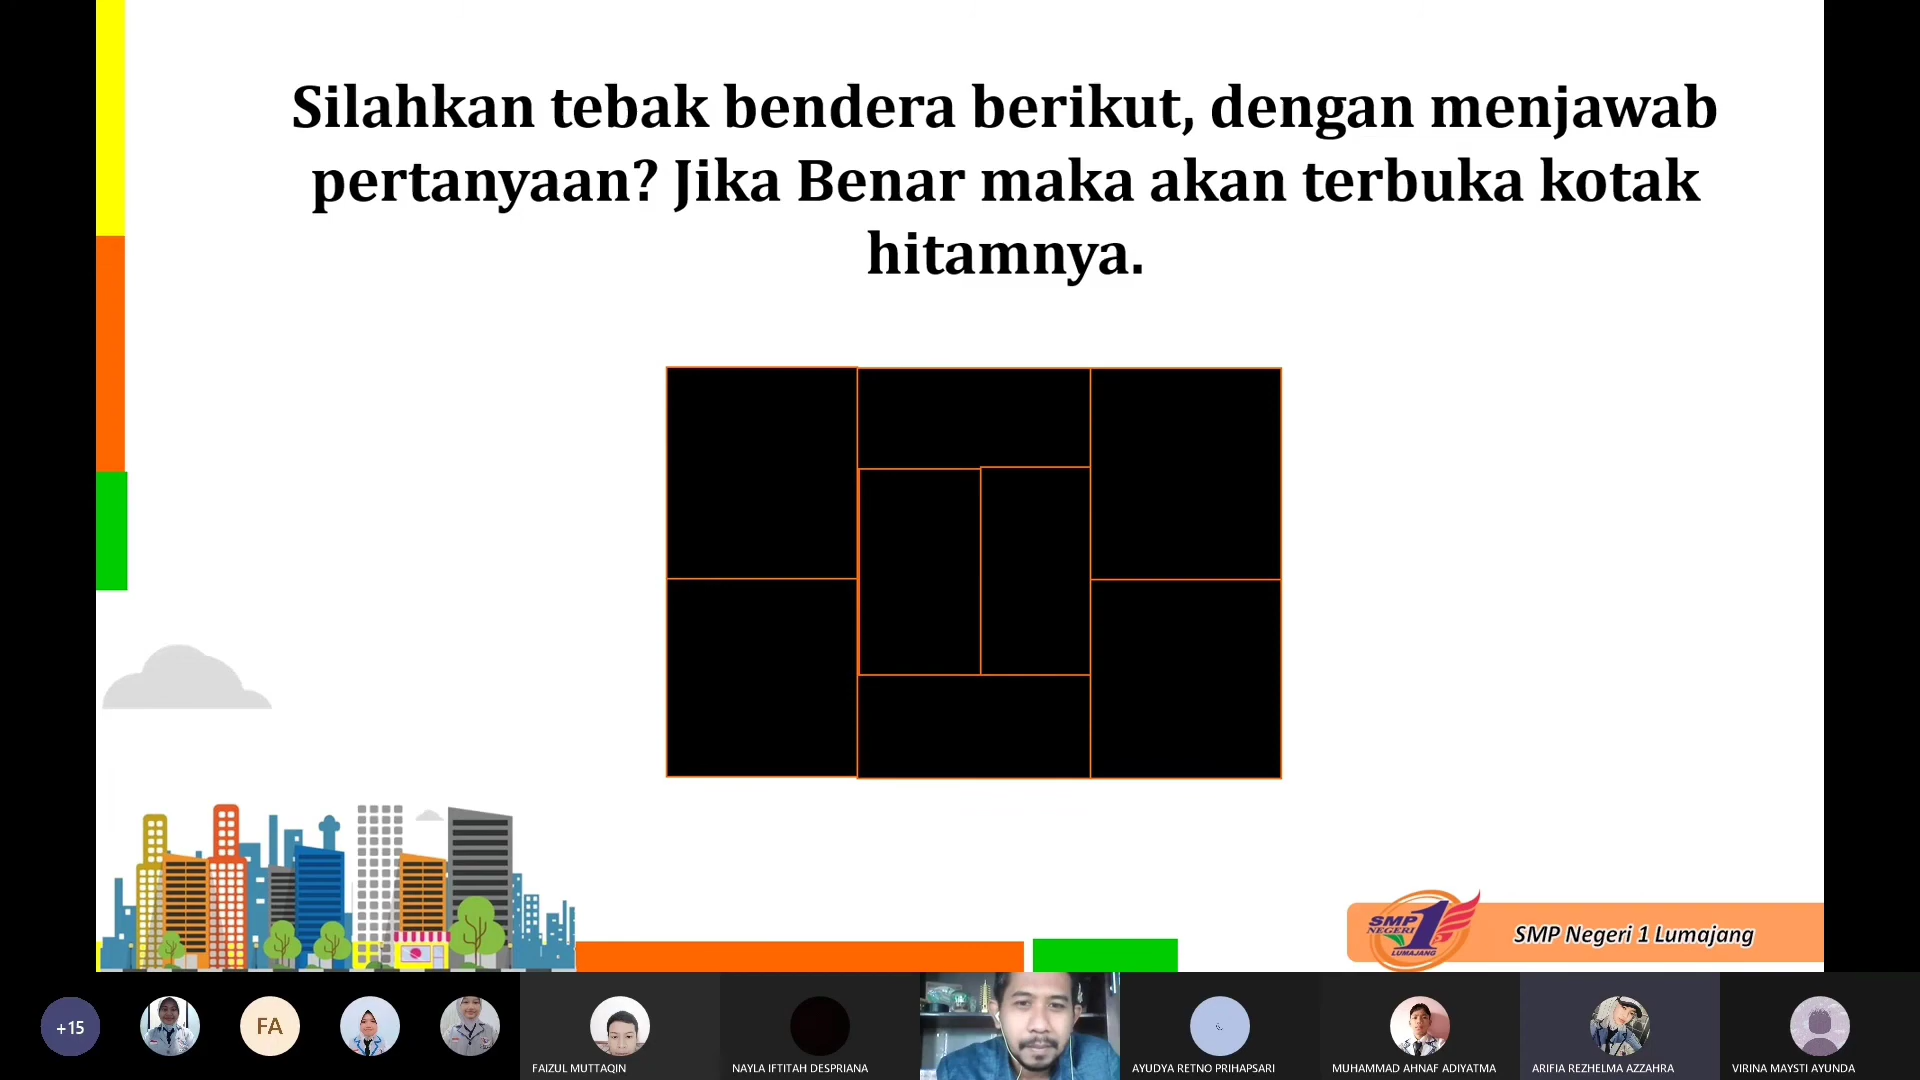 Silahkan tebak bendera berikut, dengan menjawab
pertanyaan? Jika Benar maka akan terbuka kotak
hitamnya.
SMP
NEGERI
1
LUMAJANG
SMP Negeri 1 Lumajang
+15
FA
FAIZUL MUTTAQIN
NAYLA IFTITAH DESPRIANA
AYUDYA RETNO PRIHAPSARI
MUHAMMAD AHNAF ADIYATMA
ARIFIA REZHELMA AZZAHRA
VIRINA MAYSTI AYUNDA